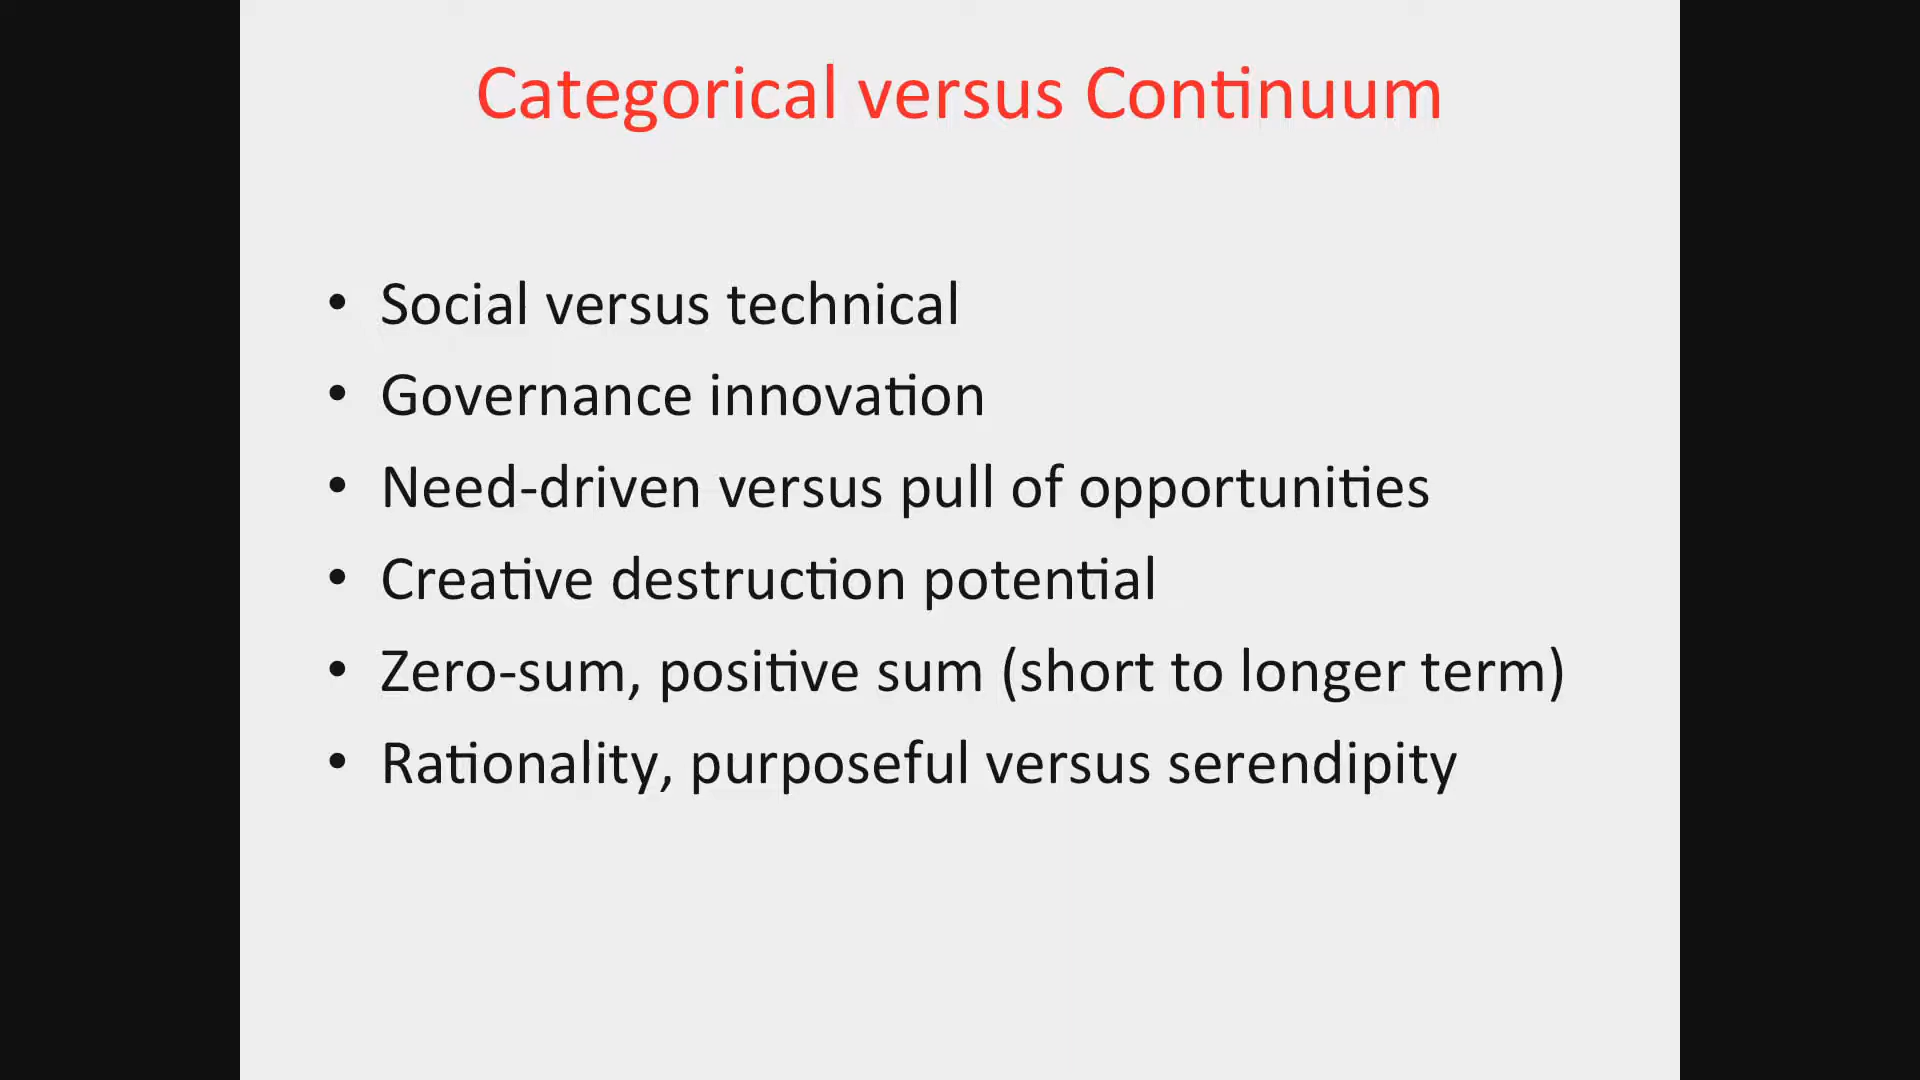 Categorical versus Continuum
• Social versus technical
• Governance innovation
• Need-driven versus pull of opportunities
• Creative destruction potential
• Zero-sum, positive sum (short to longer term)
• Rationality, purposeful versus serendipity